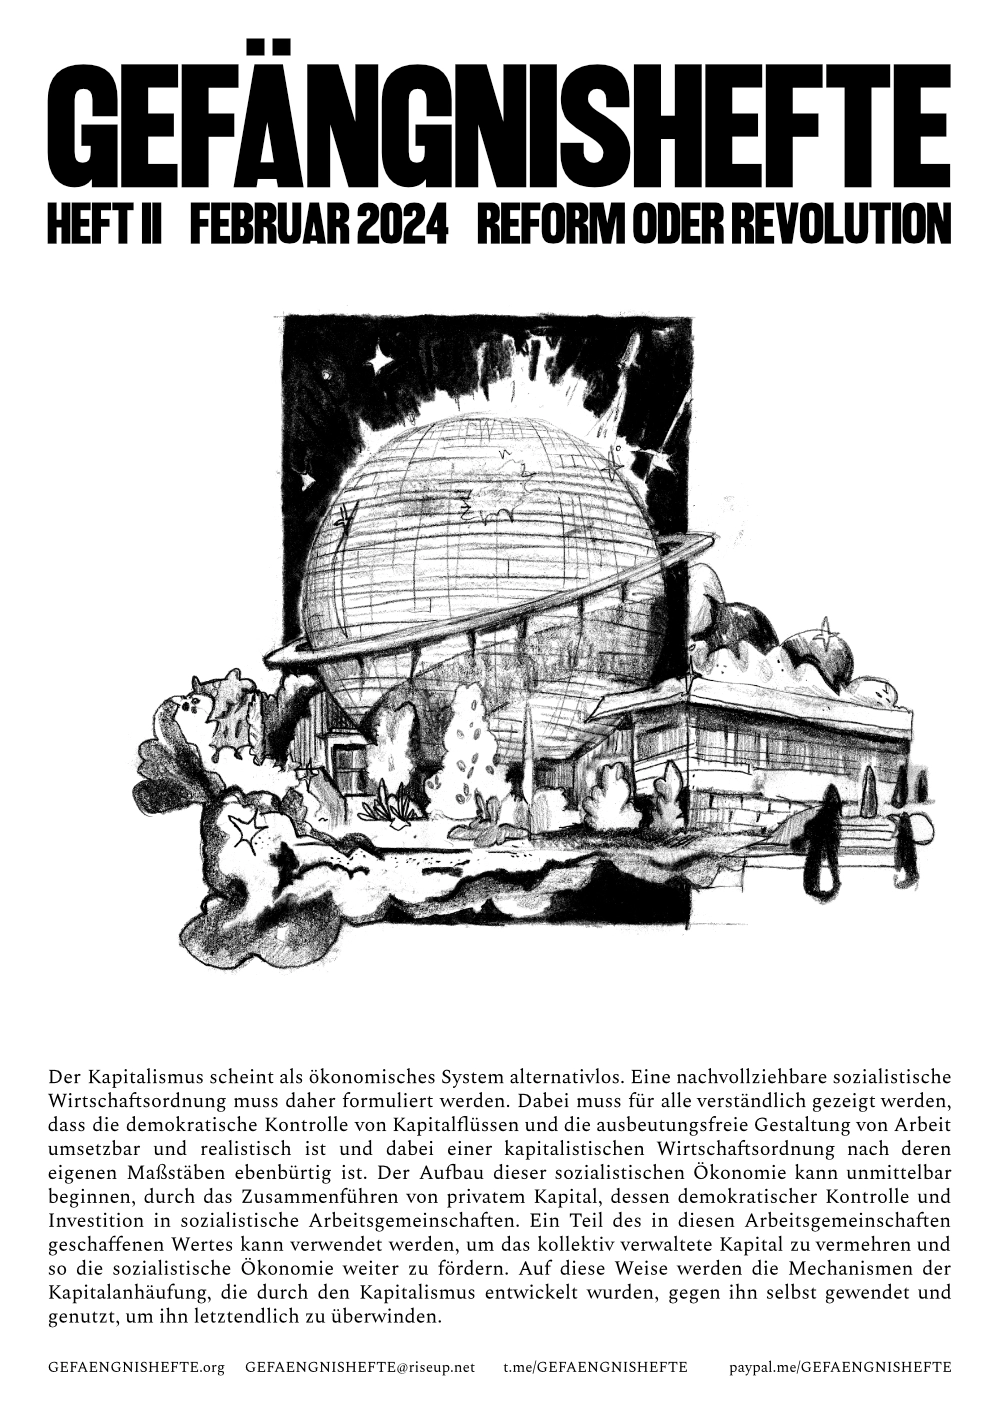 GEFÄNGNISHEFTE
HEFT II FEBRUAR 2024 REFORM ODER REVOLUTION
Der Kapitalismus scheint als ökonomisches System alternativlos. Eine nachvollziehbare sozialistische
Wirtschaftsordnung muss daher formuliert werden. Dabei muss für alle verständlich gezeigt werden,
dass die demokratische Kontrolle von Kapitalflüssen und die ausbeutungsfreie Gestaltung von Arbeit
umsetzbar und realistisch ist und dabei einer kapitalistischen Wirtschaftsordnung nach deren
eigenen Maßstäben ebenbürtig ist. Der Aufbau dieser sozialistischen Ökonomie kann unmittelbar
beginnen, durch das Zusammenführen von privatem Kapital, dessen demokratischer Kontrolle und
Investition in sozialistische Arbeitsgemeinschaften. Ein Teil des in diesen Arbeitsgemeinschaften
geschaffenen Wertes kann verwendet werden, um das kollektiv verwaltete Kapital zu vermehren und
so die sozialistische Ökonomie weiter zu fördern. Auf diese Weise werden die Mechanismen der
Kapitalanhäufung, die durch den Kapitalismus entwickelt wurden, gegen ihn selbst gewendet und
genutzt, um ihn letztendlich zu überwinden.
GEFAENGNISHEFTE.org GEFAENGNISHEFTE@riseup.net t.me/GEFAENGNISHEFTE paypal.me/GEFAENGNISHEFTE